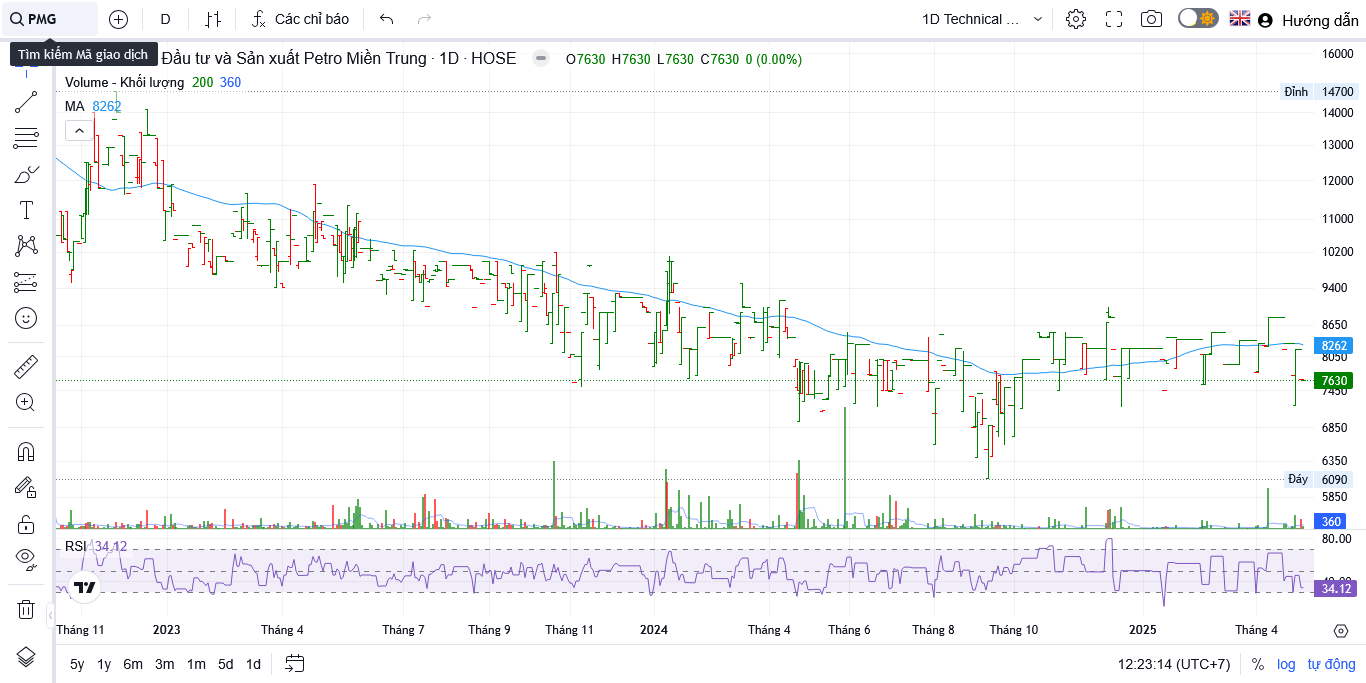 PMG
D
Các chỉ báo
1D Technical ...
Hướng dẫn
Tìm kiếm Mã giao dịch
Đầu tư và Sản xuất Petro Miền Trung · 1D · HOSE
O7630 H7630 L7630 C7630 0 (0.00%)
Volume - Khối lượng 200 360
MA 8262
16000
Đỉnh 14700
14000
13000
12000
11000
10200
9400
8650
8262
8050
7630
7450
6850
6350
Đáy 6090
5850
360
RSI 34.12
80.00
34.12
Tháng 11 2023 Tháng 4 Tháng 7 Tháng 9 Tháng 11 2024 Tháng 4 Tháng 6 Tháng 8 Tháng 10 2025 Tháng 4
5y 1y 6m 3m 1m 5d 1d
12:23:14 (UTC+7) % log tự động